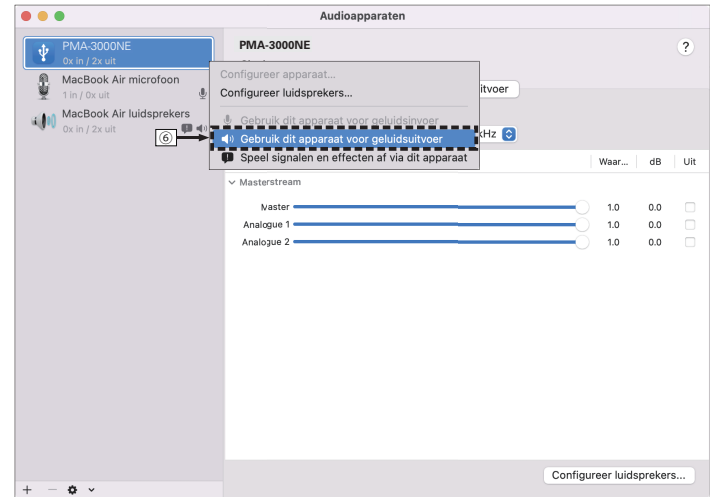 Audioapparaten
PMA-3000NE
0x in / 2x uit
MacBook Air microfoon
1 in / 0x uit
MacBook Air luidsprekers
0x in / 2x uit
⑥
PMA-3000NE
?
Configureer apparaat...
Configureer luidsprekers...
Gebruik dit apparaat voor geluidsinvoer
Gebruik dit apparaat voor geluidsuitvoer
Speel signalen en effecten af via dit apparaat
itvoer
kHz
Waar... dB Uit
Masterstream
Master 1.0 0.0
Analogue 1 1.0 0.0
Analogue 2 1.0 0.0
Configureer luidsprekers...